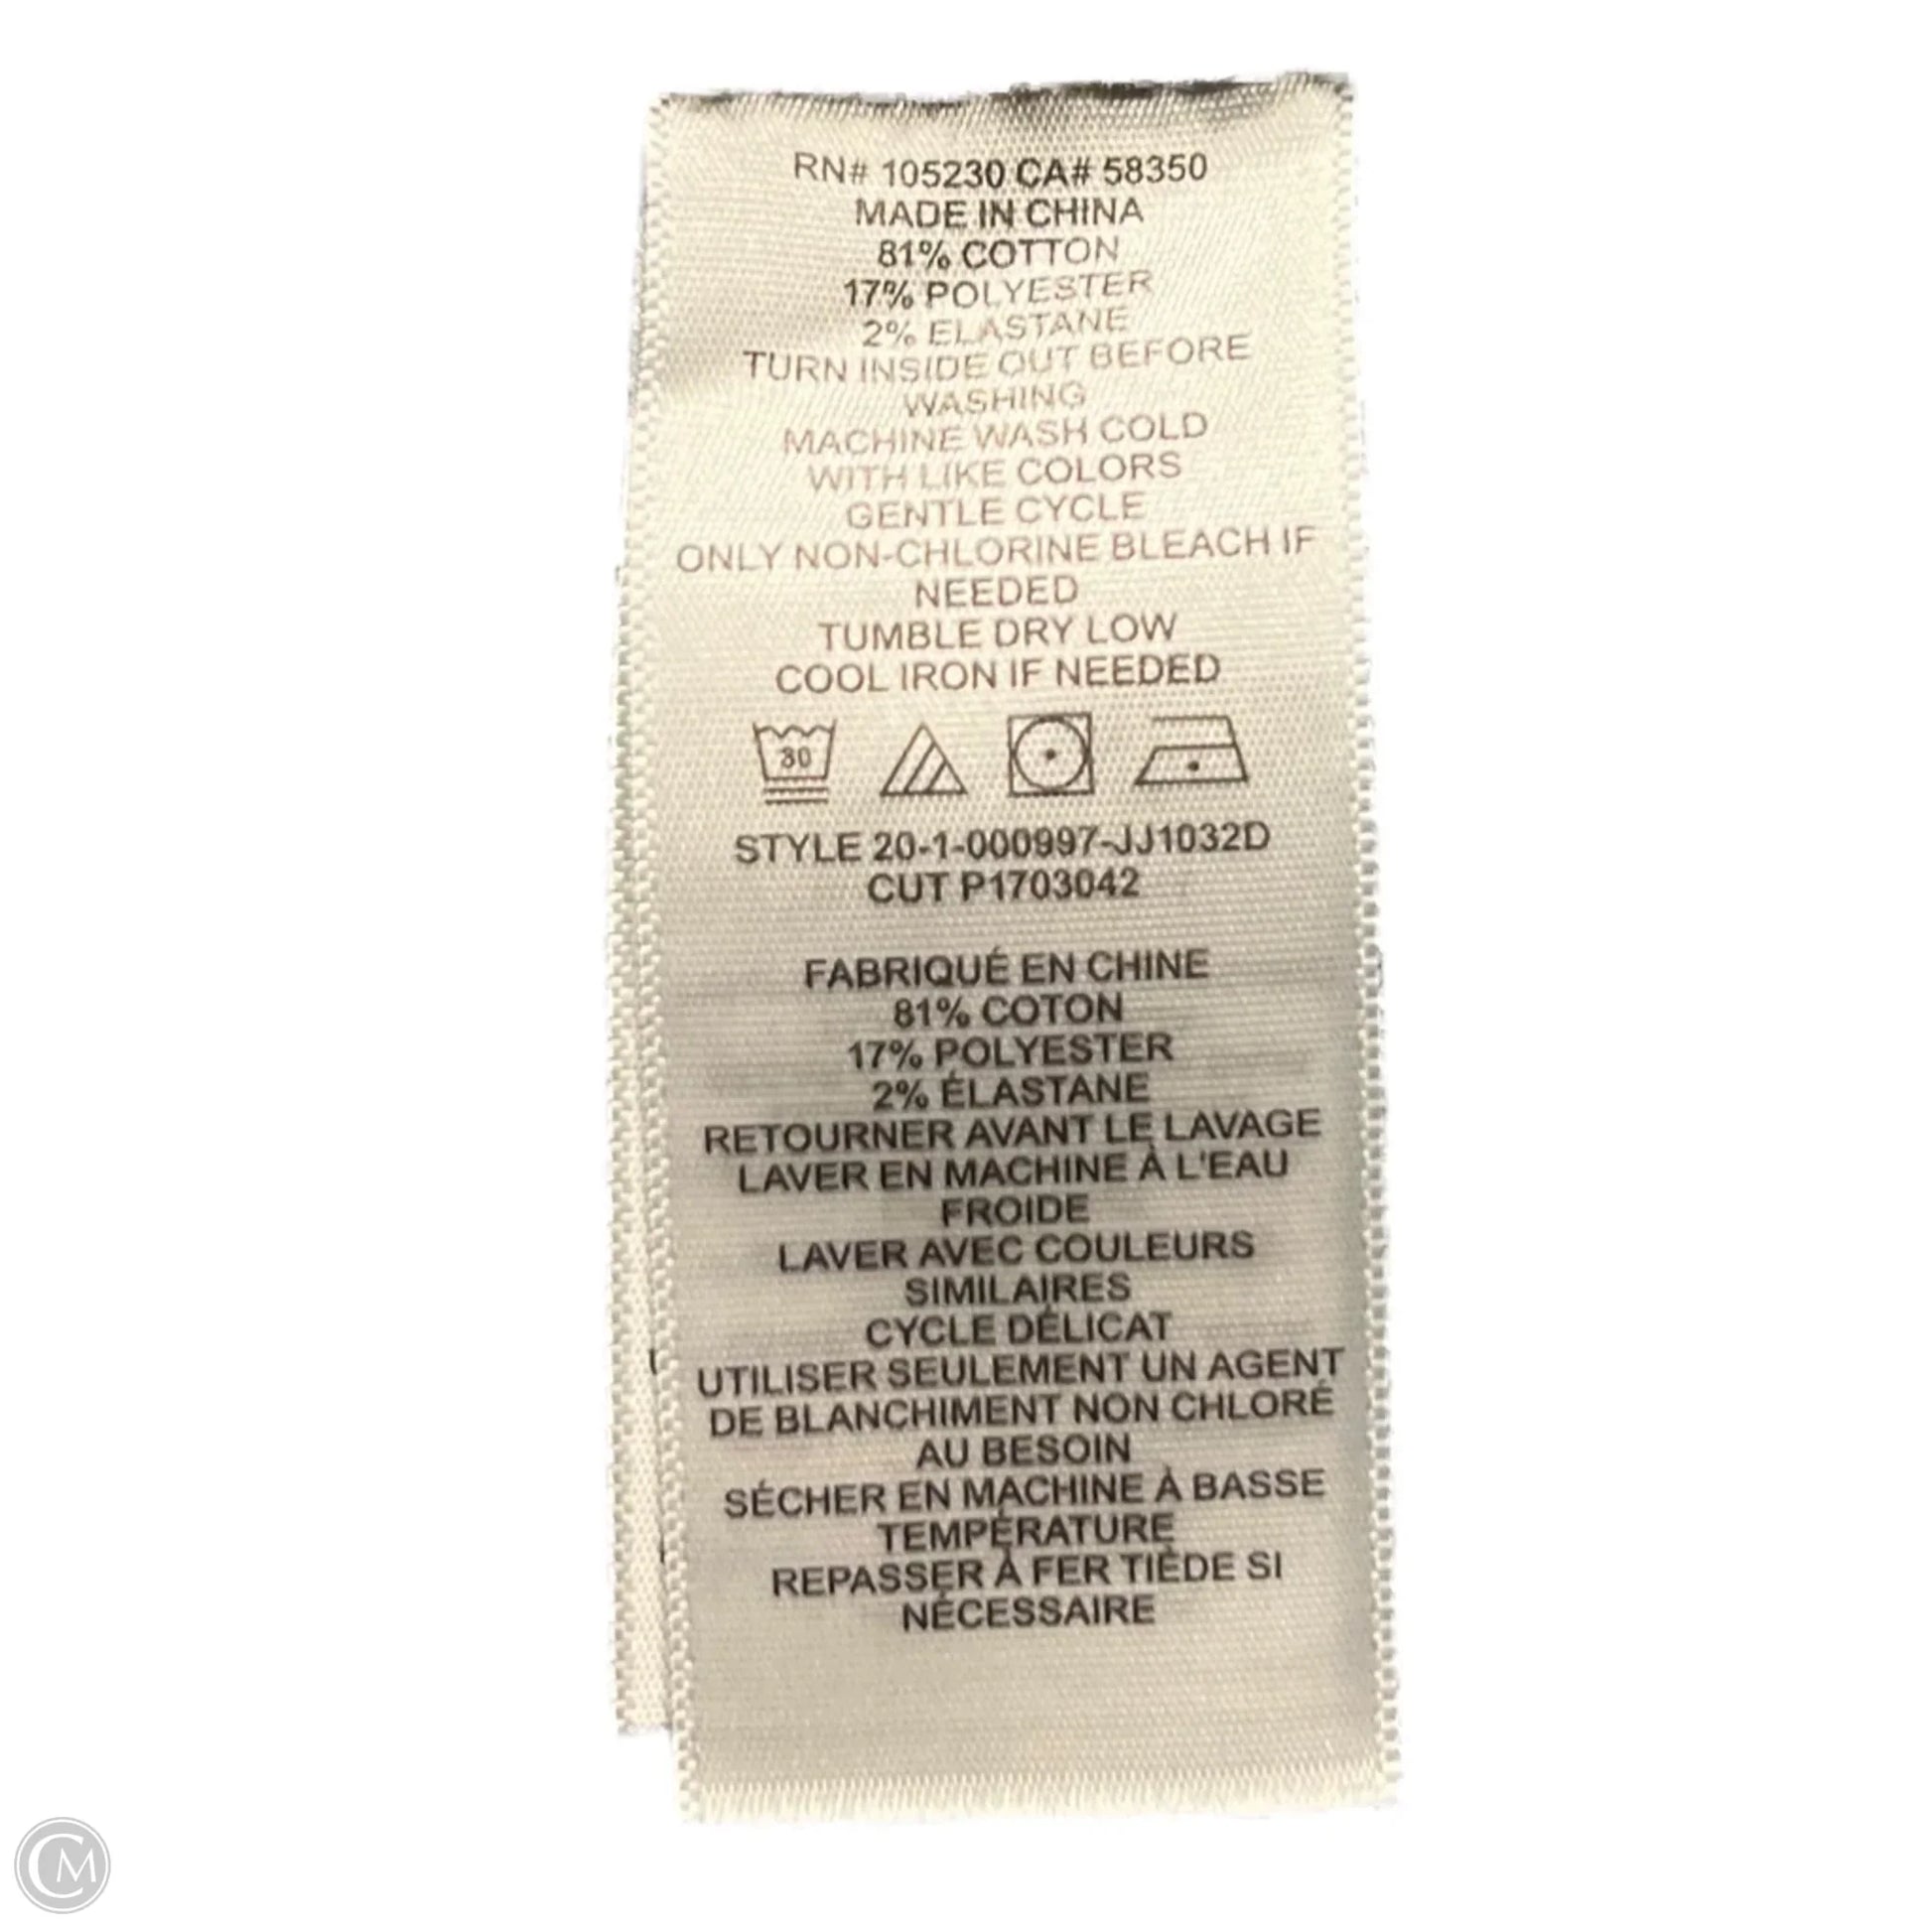 RN# 105230 CA# 58350
MADE IN CHINA
81% COTTON
17% POLYESTER
2% ELASTANE
TURN INSIDE OUT BEFORE
WASHING
MACHINE WASH COLD
WITH LIKE COLORS
GENTLE CYCLE
ONLY NON-CHLORINE BLEACH IF
NEEDED
TUMBLE DRY LOW
COOL IRON IF NEEDED
30
STYLE 20-1-000997-JJ1032D
CUT P1703042
FABRIQUÉ EN CHINE
81% COTON
17% POLYESTER
2% ÉLASTANE
RETOURNER AVANT LE LAVAGE
LAVER EN MACHINE À L'EAU
FROIDE
LAVER AVEC COULEURS
SIMILAIRES
CYCLE DÉLICAT
UTILISER SEULEMENT UN AGENT
DE BLANCHIMENT NON CHLORÉ
AU BESOIN
SÉCHER EN MACHINE À BASSE
TEMPÉRATURE
REPASSER À FER TIÈDE SI
NÉCESSAIRE
CM